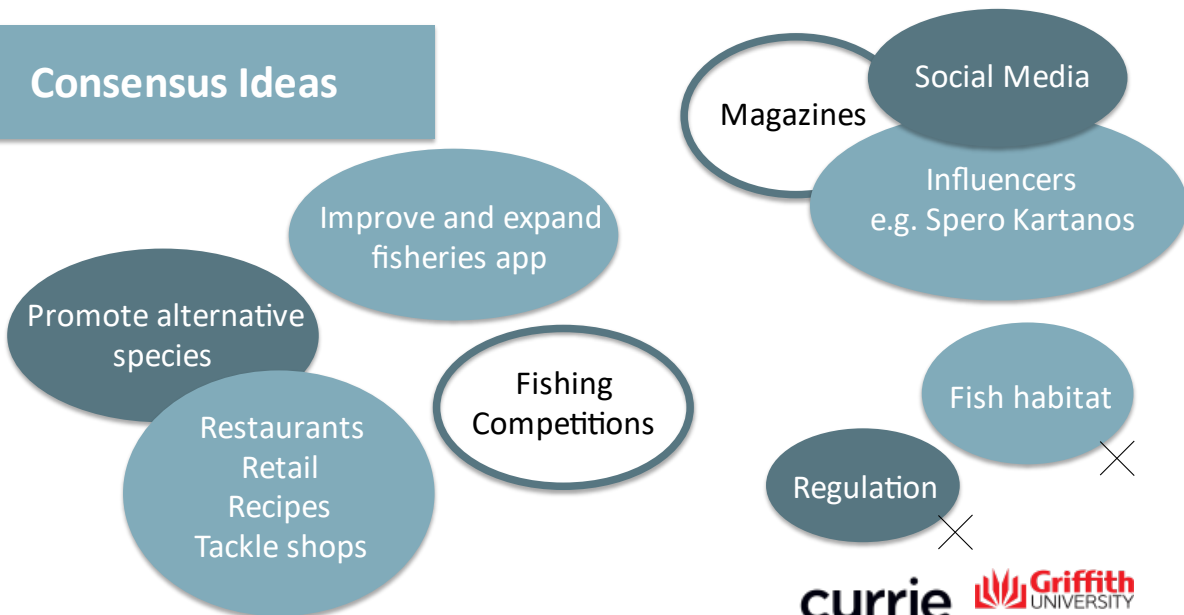 Consensus Ideas
Social Media
Magazines
Influencers
e.g. Spero Kartanos
Improve and expand
fisheries app
Promote alternative
species
Fishing
Competitions
Fish habitat
Restaurants
Retail
Recipes
Tackle shops
Regulation
currie
Griffith
UNIVERSITY